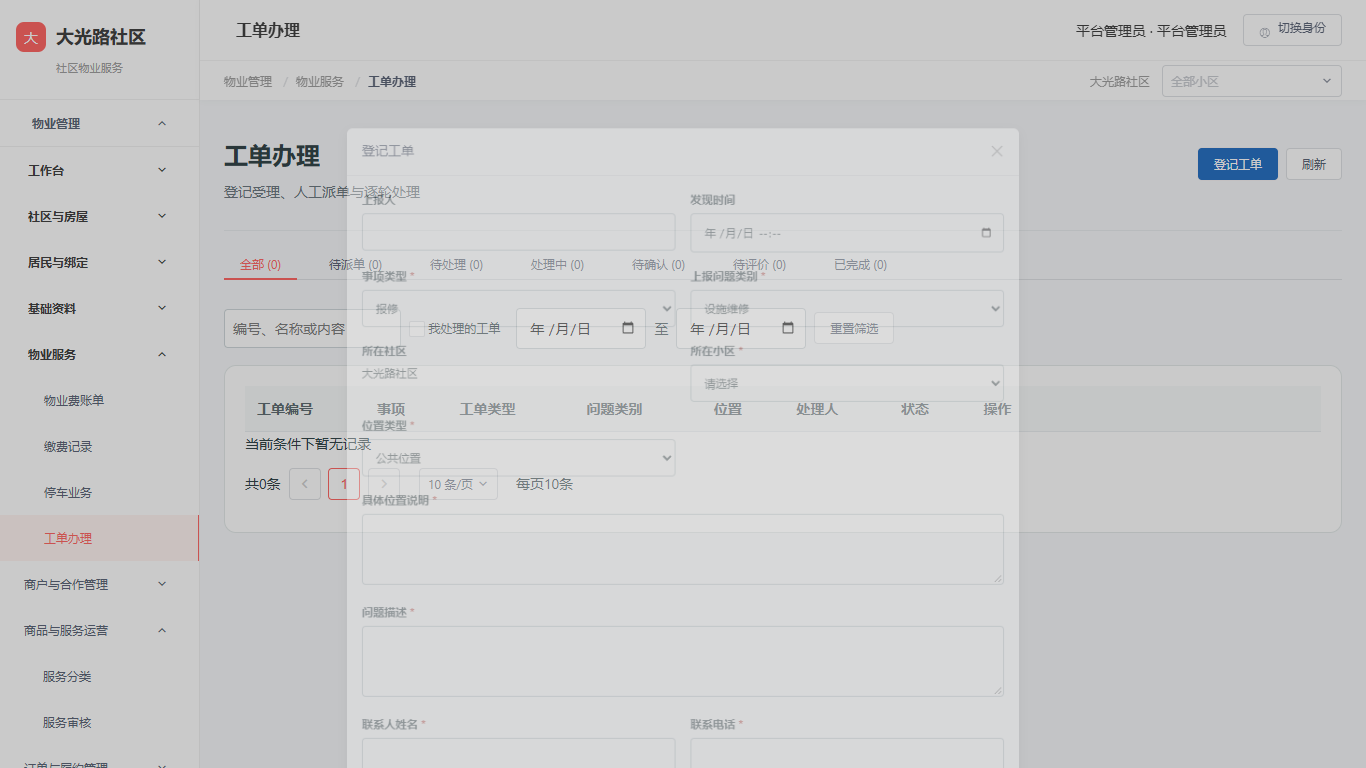 大 大光路社区
社区物业服务
工单办理
平台管理员 · 平台管理员
切换身份
物业管理 / 物业服务 / 工单办理
大光路社区 全部小区
物业管理
工作台
社区与房屋
居民与绑定
基础资料
物业服务
物业费账单
缴费记录
停车业务
工单办理
商户与合作管理
商品与服务运营
服务分类
服务审核
订单与履约管理
工单办理
登记受理、人工派单与逐轮处理
登记工单 刷新
全部 (0) 待派单 (0) 待处理 (0) 处理中 (0) 待确认 (0) 待评价 (0) 已完成 (0)
编号、名称或内容 我处理的工单 年 /月/日 至 年 /月/日 重置筛选
工单编号 事项 工单类型 问题类别 位置 处理人 状态 操作
当前条件下暂无记录
共0条 1 10 条/页 每页10条
登记工单
上报人 发现时间
年 /月/日 --:--
事项类型 * 上报问题类别 *
报修 设施维修
所在社区 所在小区 *
大光路社区 请选择
位置类型 *
公共位置
具体位置说明 *
问题描述 *
联系人姓名 * 联系电话 *